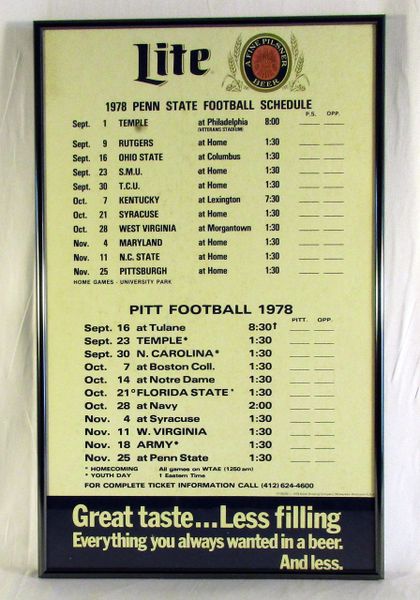 Lite
A FINE PILSNER
BEER
1978 PENN STATE FOOTBALL SCHEDULE
P.S. OPP.
Sept. 1 TEMPLE at Philadelphia 8:00
(VETERANS STADIUM)
Sept. 9 RUTGERS at Home 1:30
Sept. 16 OHIO STATE at Columbus 1:30
Sept. 23 S.M.U. at Home 1:30
Sept. 30 T.C.U. at Home 1:30
Oct. 7 KENTUCKY at Lexington 7:30
Oct. 21 SYRACUSE at Home 1:30
Oct. 28 WEST VIRGINIA at Morgantown 1:30
Nov. 4 MARYLAND at Home 1:30
Nov. 11 N.C. STATE at Home 1:30
Nov. 25 PITTSBURGH at Home 1:30
HOME GAMES - UNIVERSITY PARK
PITT FOOTBALL 1978
PITT. OPP.
Sept. 16 at Tulane 8:30†
Sept. 23 TEMPLE* 1:30
Sept. 30 N. CAROLINA* 1:30
Oct. 7 at Boston Coll. 1:30
Oct. 14 at Notre Dame 1:30
Oct. 21° FLORIDA STATE* 1:30
Oct. 28 at Navy 2:00
Nov. 4 at Syracuse 1:30
Nov. 11 W. VIRGINIA 1:30
Nov. 18 ARMY* 1:30
Nov. 25 at Penn State 1:30
° HOMECOMING All games on WTAE (1250 am)
* YOUTH DAY † Eastern Time
FOR COMPLETE TICKET INFORMATION CALL (412) 624-4600
Great taste...Less filling
Everything you always wanted in a beer.
And less.